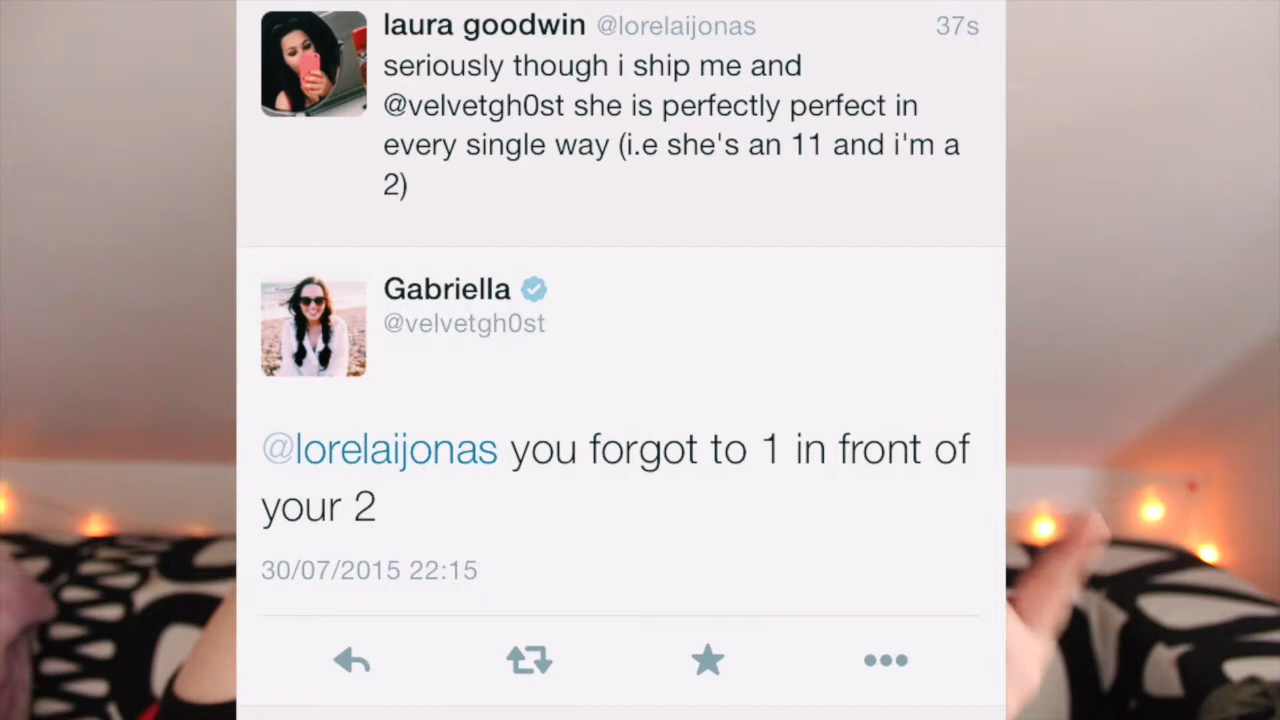 laura goodwin @lorelaijonas 37s
seriously though i ship me and
@velvetgh0st she is perfectly perfect in
every single way (i.e she's an 11 and i'm a
2)
Gabriella
@velvetgh0st
@lorelaijonas you forgot to 1 in front of
your 2
30/07/2015 22:15